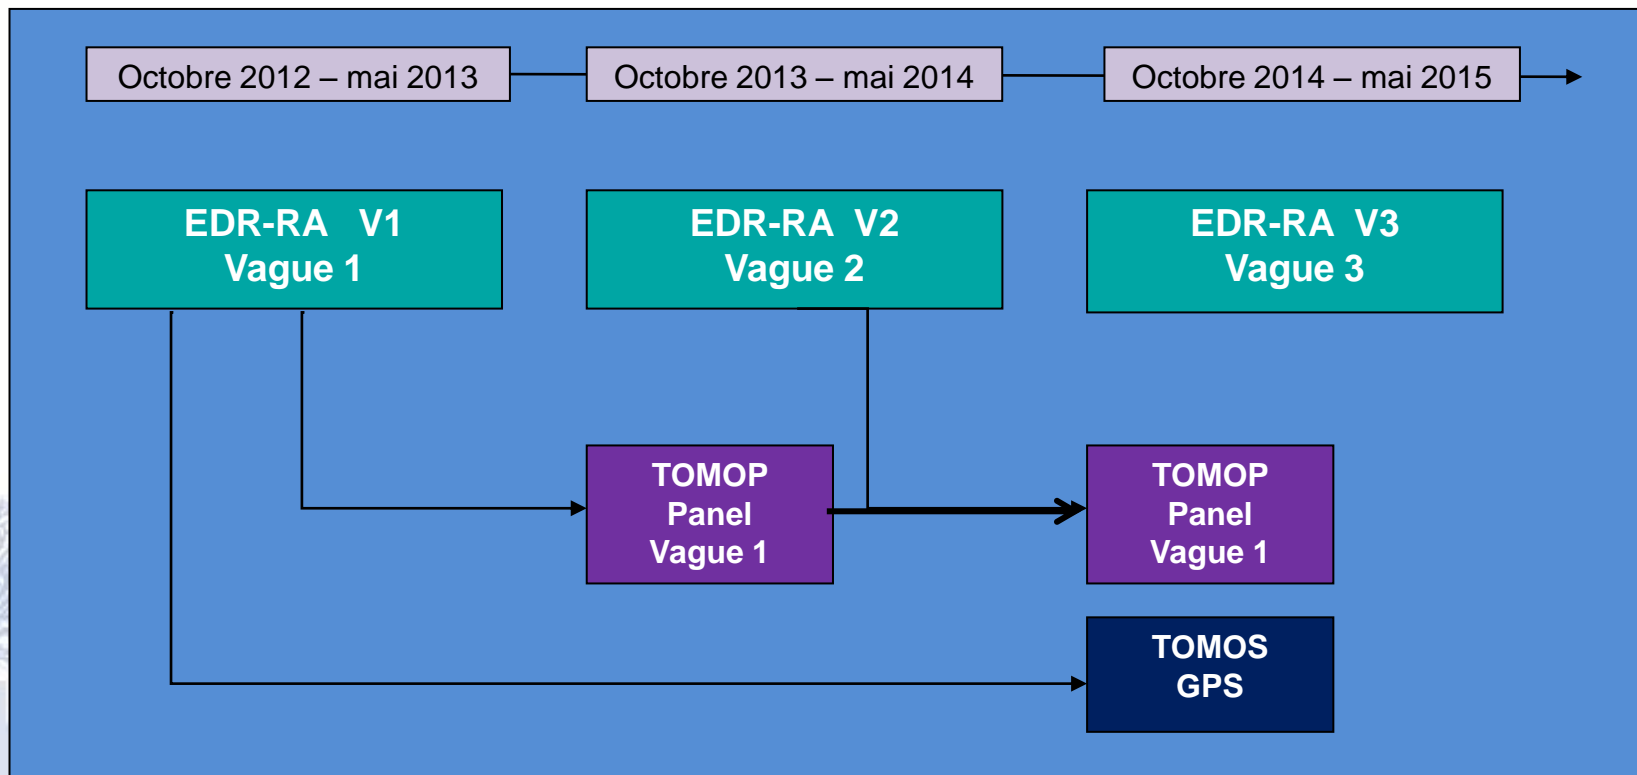 Octobre 2012 – mai 2013
Octobre 2013 – mai 2014
Octobre 2014 – mai 2015
EDR-RA V1
Vague 1
EDR-RA V2
Vague 2
EDR-RA V3
Vague 3
TOMOP
Panel
Vague 1
TOMOP
Panel
Vague 1
TOMOS
GPS